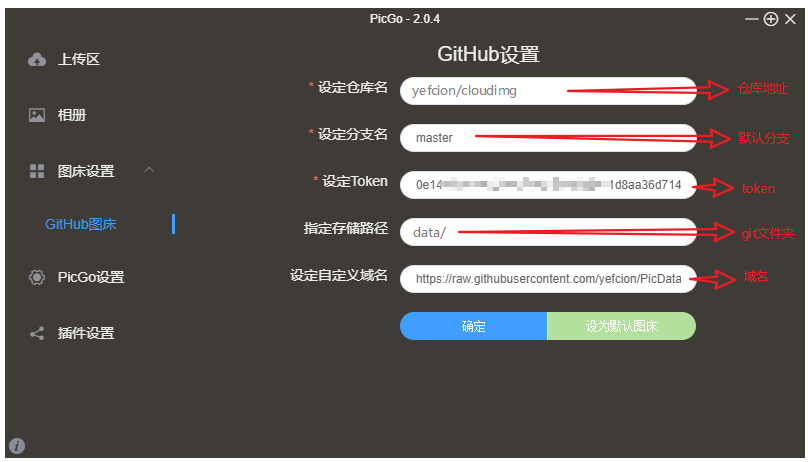 PicGo - 2.0.4
上传区
相册
图床设置
GitHub图床
PicGo设置
插件设置
GitHub设置
* 设定仓库名 yefcion/cloudimg 仓库地址
* 设定分支名 master 默认分支
* 设定Token 0e14 1d8aa36d714 token
指定存储路径 data/ git文件夹
设定自定义域名 https://raw.githubusercontent.com/yefcion/PicData 域名
确定 设为默认图床